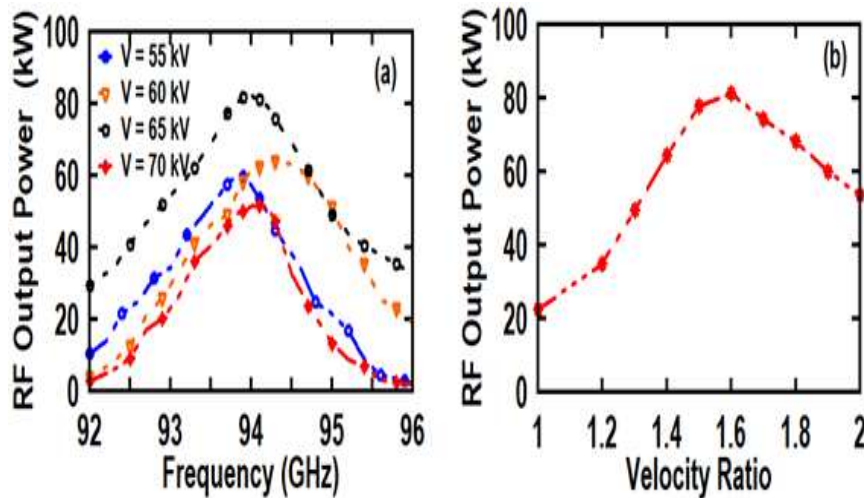 100
80
60
40
20
0
RF Output Power (kW)
V = 55 kV
V = 60 kV
V = 65 kV
V = 70 kV
(a)
92 93 94 95 96
Frequency (GHz)
100
80
60
40
20
0
RF Output Power (kW)
(b)
1 1.2 1.4 1.6 1.8 2
Velocity Ratio